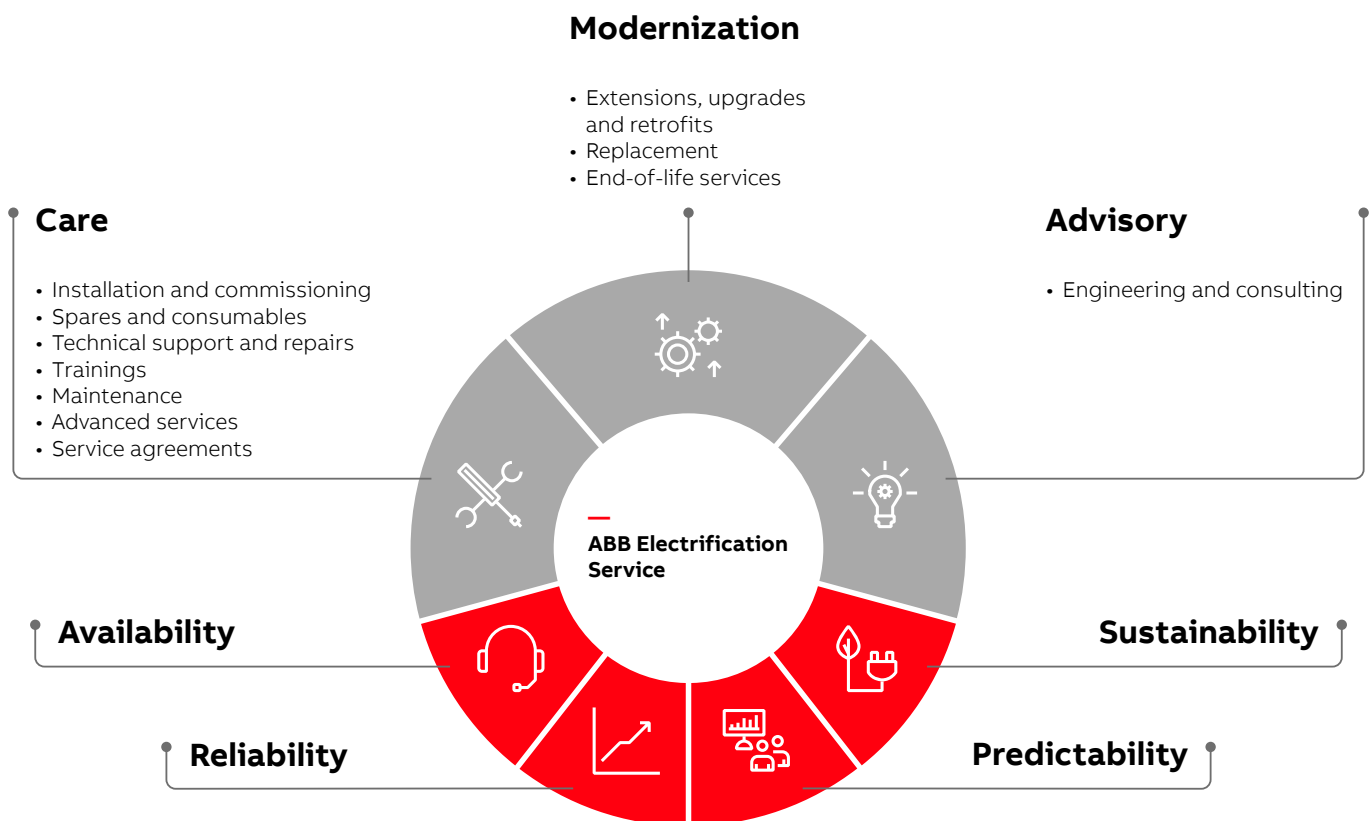 Modernization
• Extensions, upgrades
and retrofits
• Replacement
• End-of-life services
Care
• Installation and commissioning
• Spares and consumables
• Technical support and repairs
• Trainings
• Maintenance
• Advanced services
• Service agreements
Advisory
• Engineering and consulting
ABB Electrification
Service
Availability
Sustainability
Reliability
Predictability